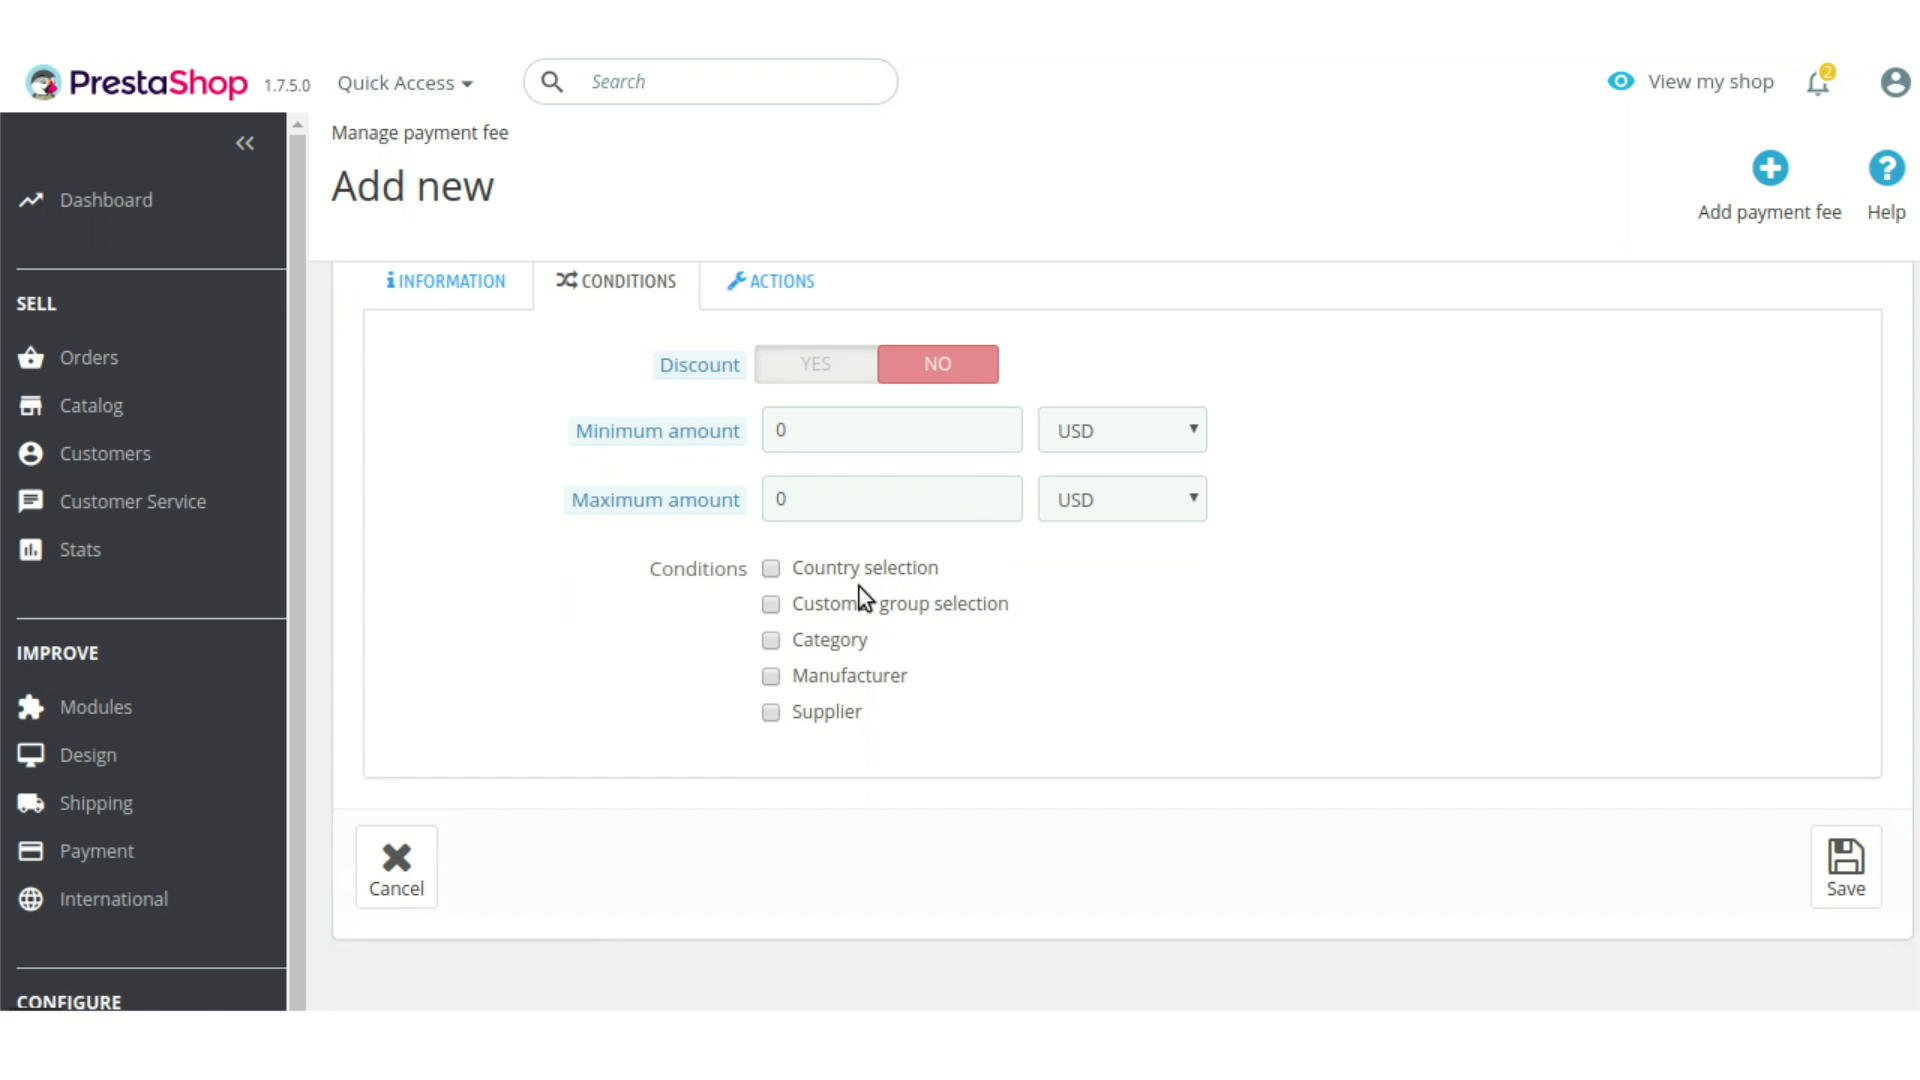 PrestaShop 1.7.5.0 Quick Access Search View my shop 2
Manage payment fee
Add new
Add payment fee Help
Dashboard
SELL
Orders
Catalog
Customers
Customer Service
Stats
IMPROVE
Modules
Design
Shipping
Payment
International
CONFIGURE
INFORMATION CONDITIONS ACTIONS
Discount YES NO
Minimum amount 0 USD
Maximum amount 0 USD
Conditions Country selection
Customer group selection
Category
Manufacturer
Supplier
Cancel Save